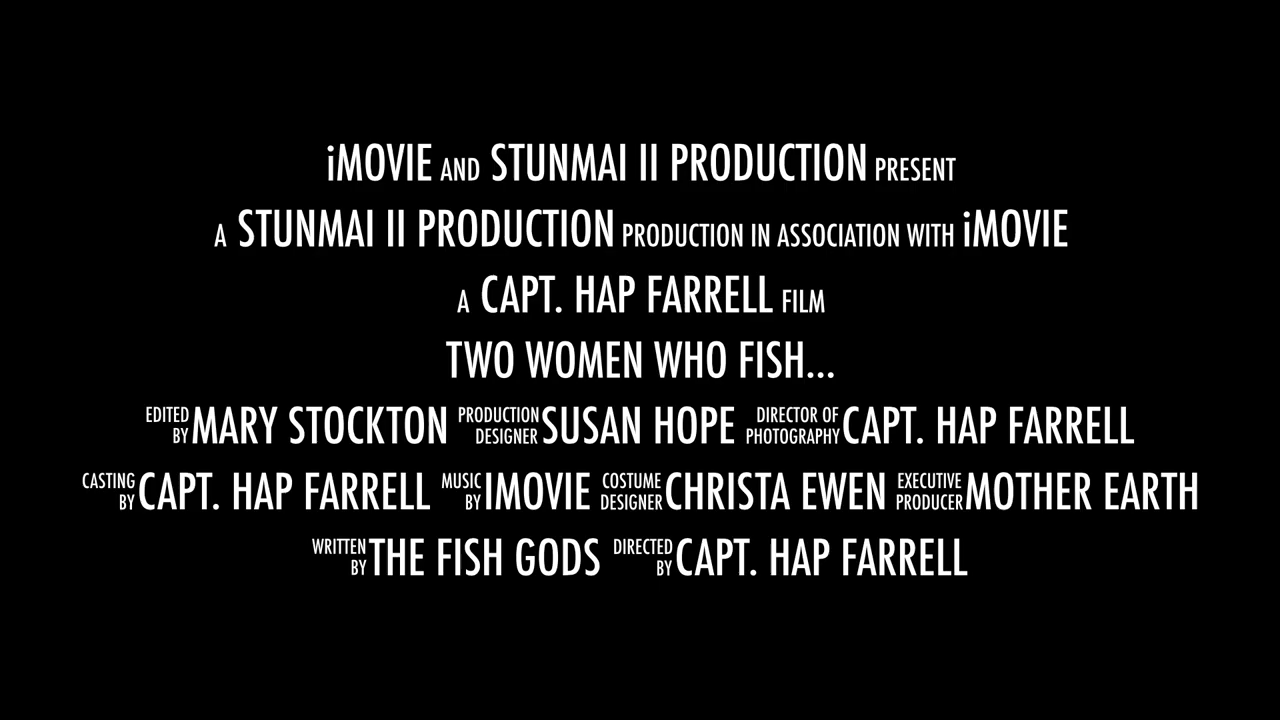 iMOVIE AND STUNMAI II PRODUCTION PRESENT
A STUNMAI II PRODUCTION PRODUCTION IN ASSOCIATION WITH iMOVIE
A CAPT. HAP FARRELL FILM
TWO WOMEN WHO FISH...
EDITED BY MARY STOCKTON PRODUCTION DESIGNER SUSAN HOPE DIRECTOR OF PHOTOGRAPHY CAPT. HAP FARRELL
CASTING BY CAPT. HAP FARRELL MUSIC BY IMOVIE COSTUME DESIGNER CHRISTA EWEN EXECUTIVE PRODUCER MOTHER EARTH
WRITTEN BY THE FISH GODS DIRECTED BY CAPT. HAP FARRELL